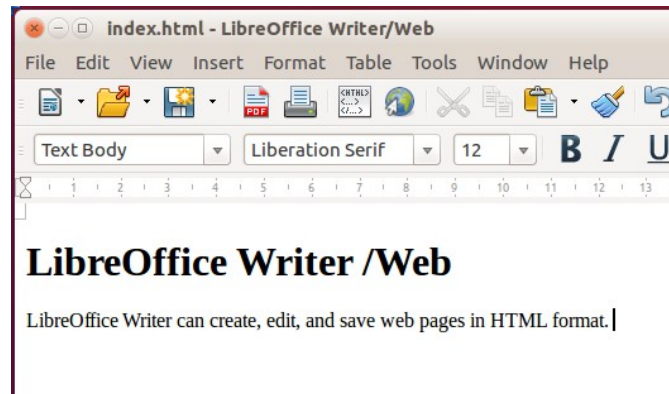 index.html - LibreOffice Writer/Web
File Edit View Insert Format Table Tools Window Help
PDF <HTML> <...> </...>
Text Body Liberation Serif 12 B I U
1 2 3 4 5 6 7 8 9 10 11 12 13
LibreOffice Writer /Web
LibreOffice Writer can create, edit, and save web pages in HTML format.